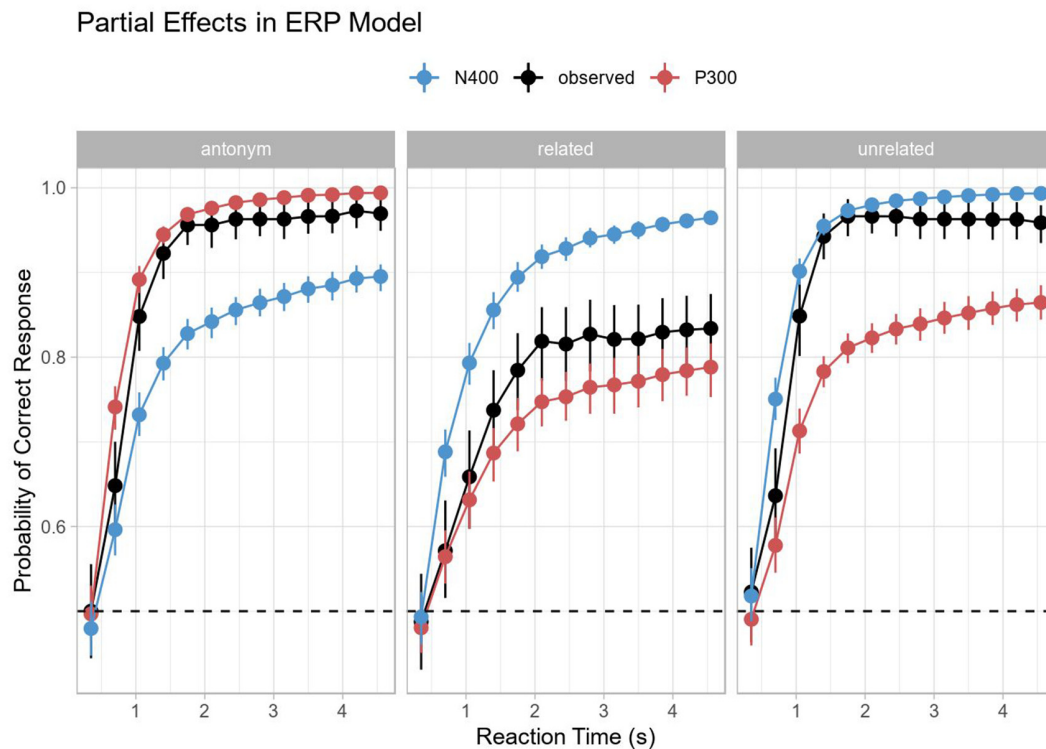 Partial Effects in ERP Model
N400 observed P300
antonym related unrelated
1.0
0.8
0.6
1 2 3 4 1 2 3 4 1 2 3 4
Probability of Correct Response
Reaction Time (s)